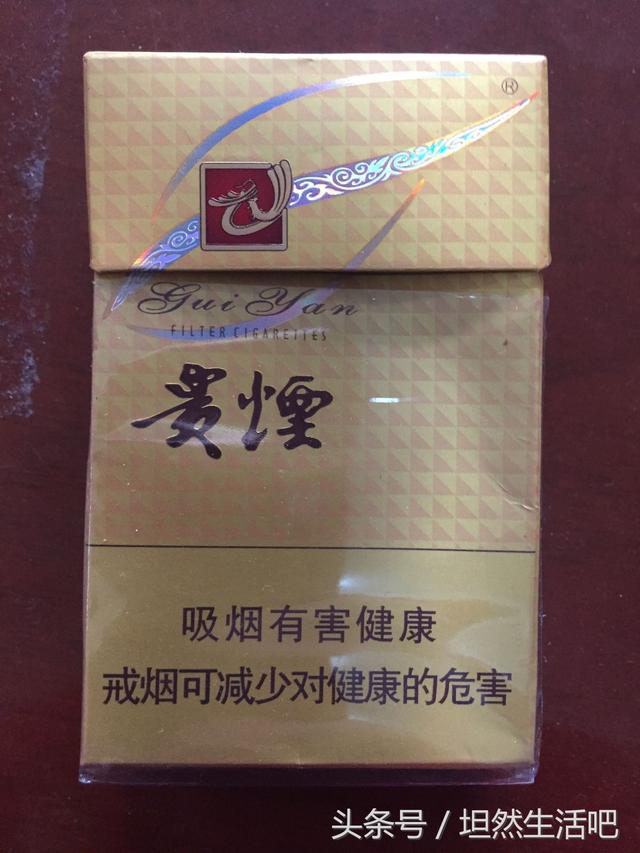 ®
Gui Yan
FILTER CIGARETTES
貴煙
吸烟有害健康
戒烟可减少对健康的危害
头条号 / 坦然生活吧